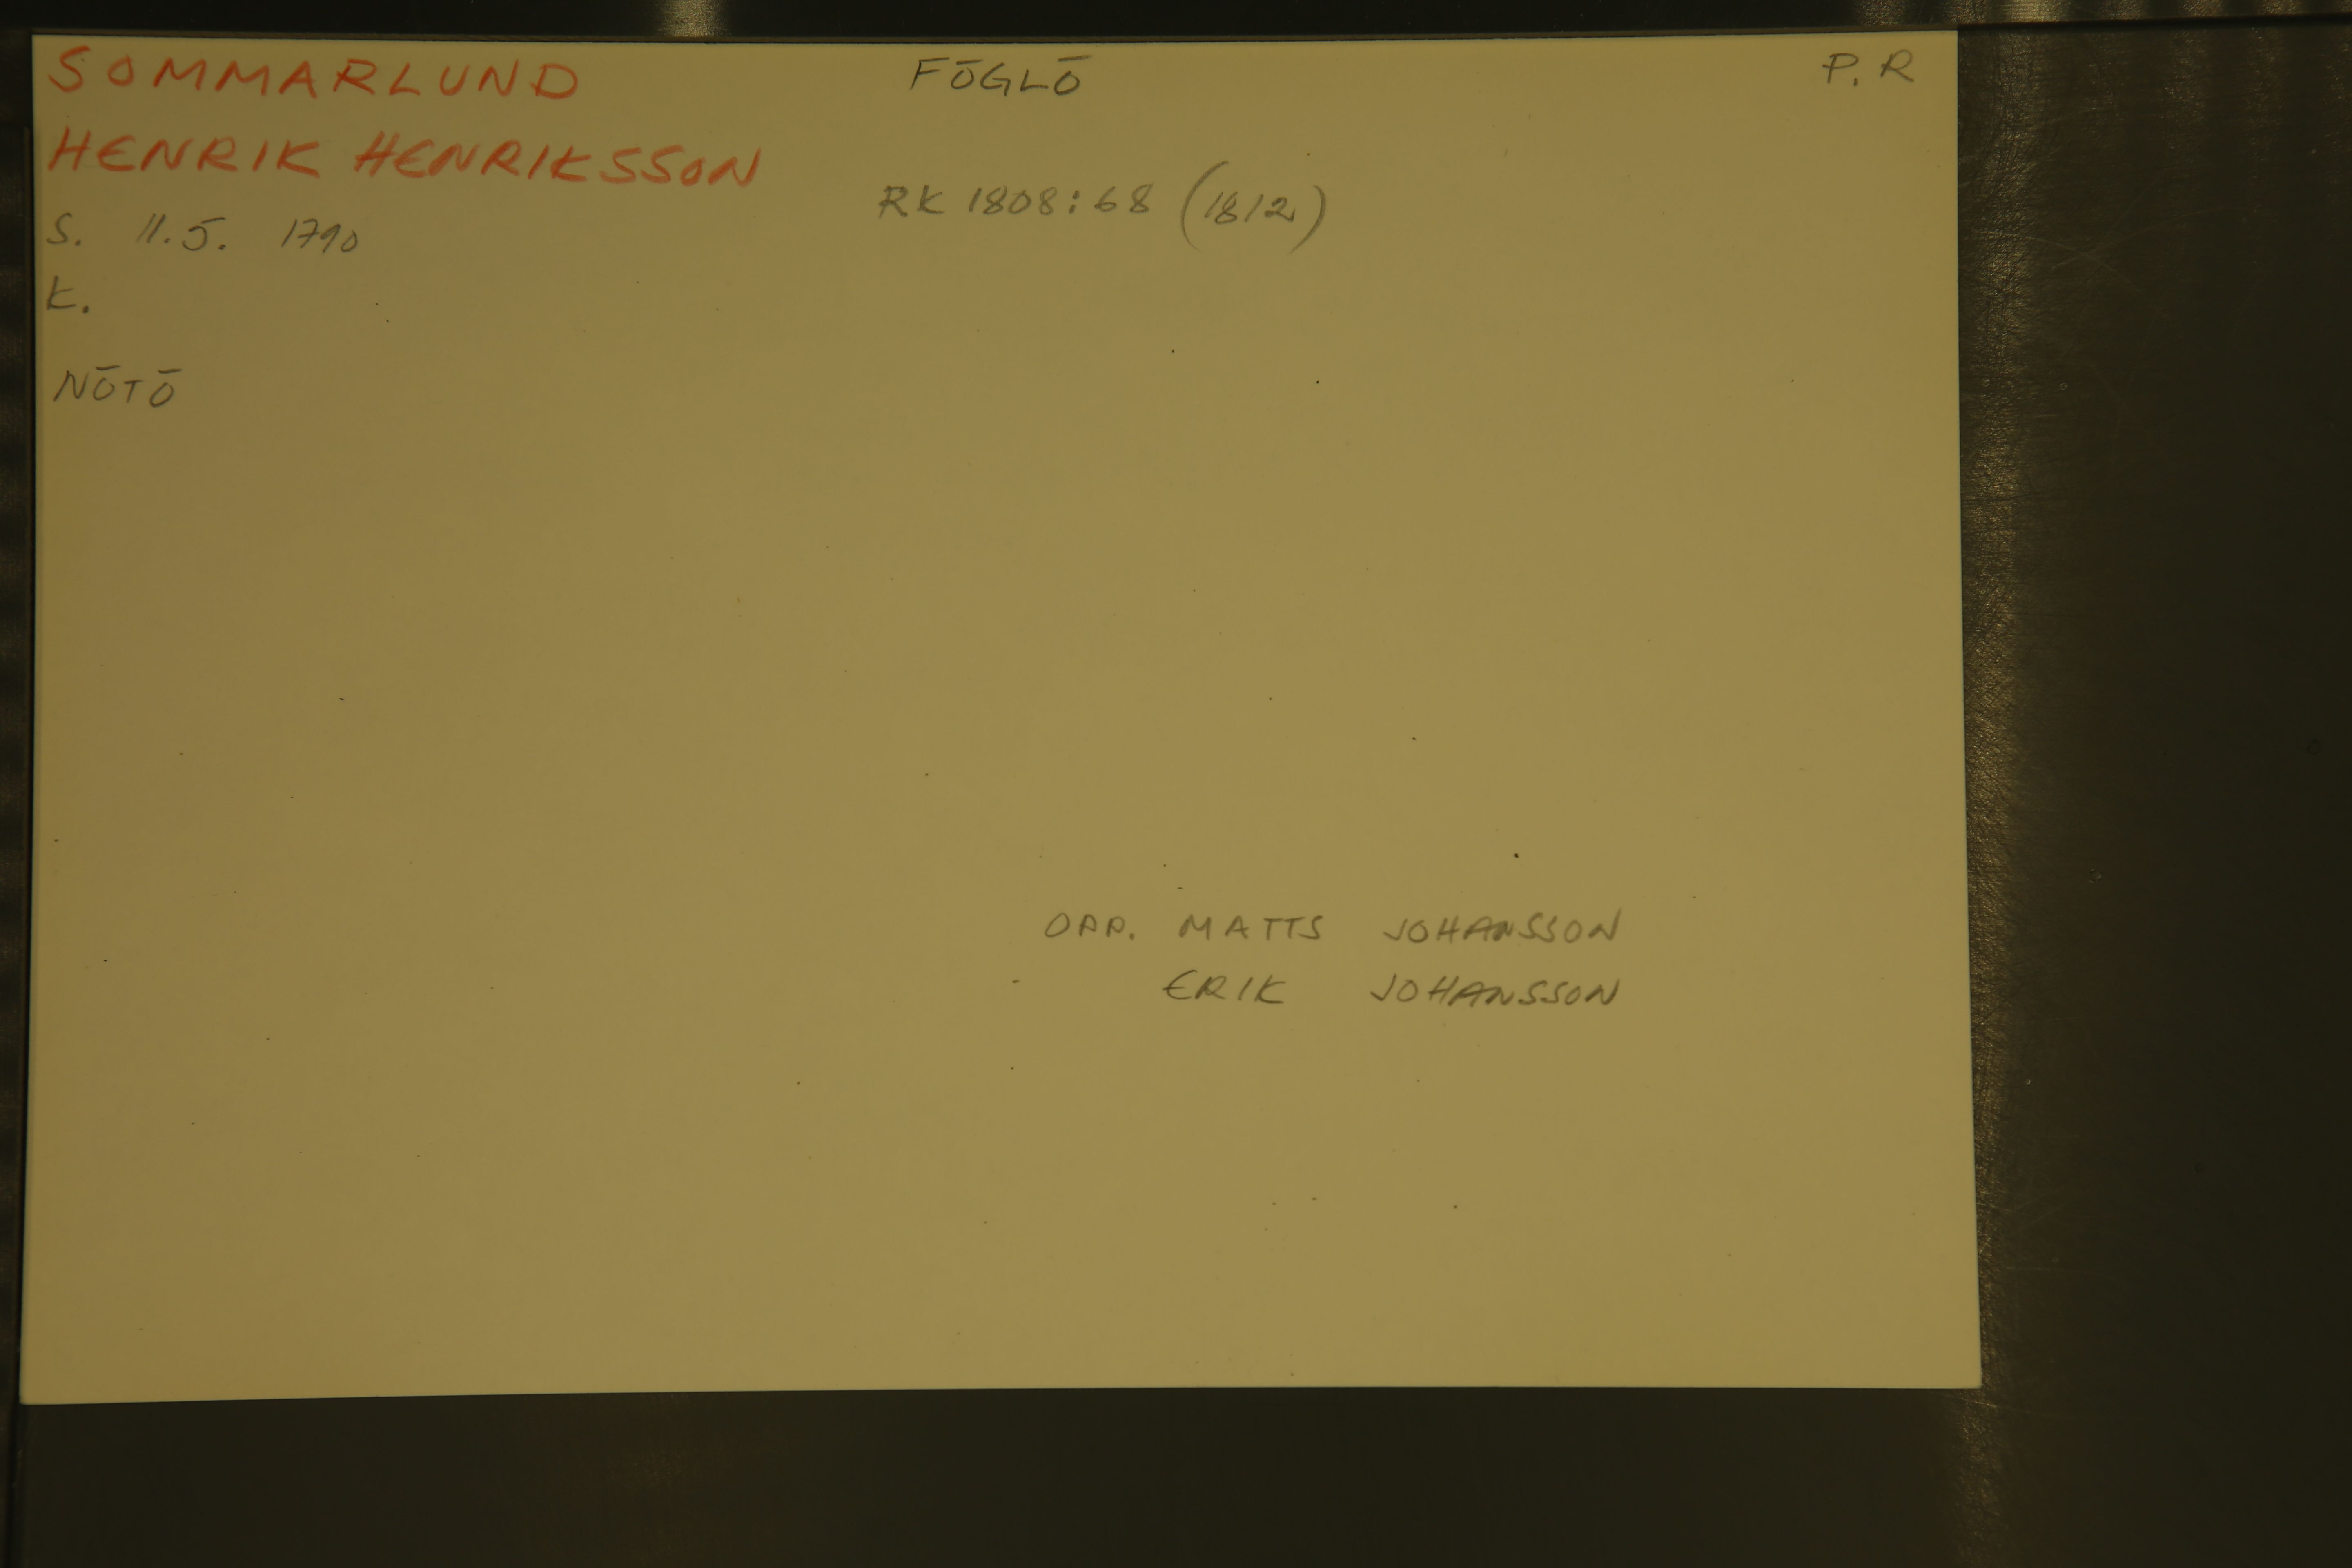 SOMMARLUND FÖGLÖ P.R
HENRIK HENRIKSSON
RK 1808:68 (1812)
S. 11.5. 1790
K.
NÖTÖ
OPP. MATTS JOHANSSON
ERIK JOHANSSON